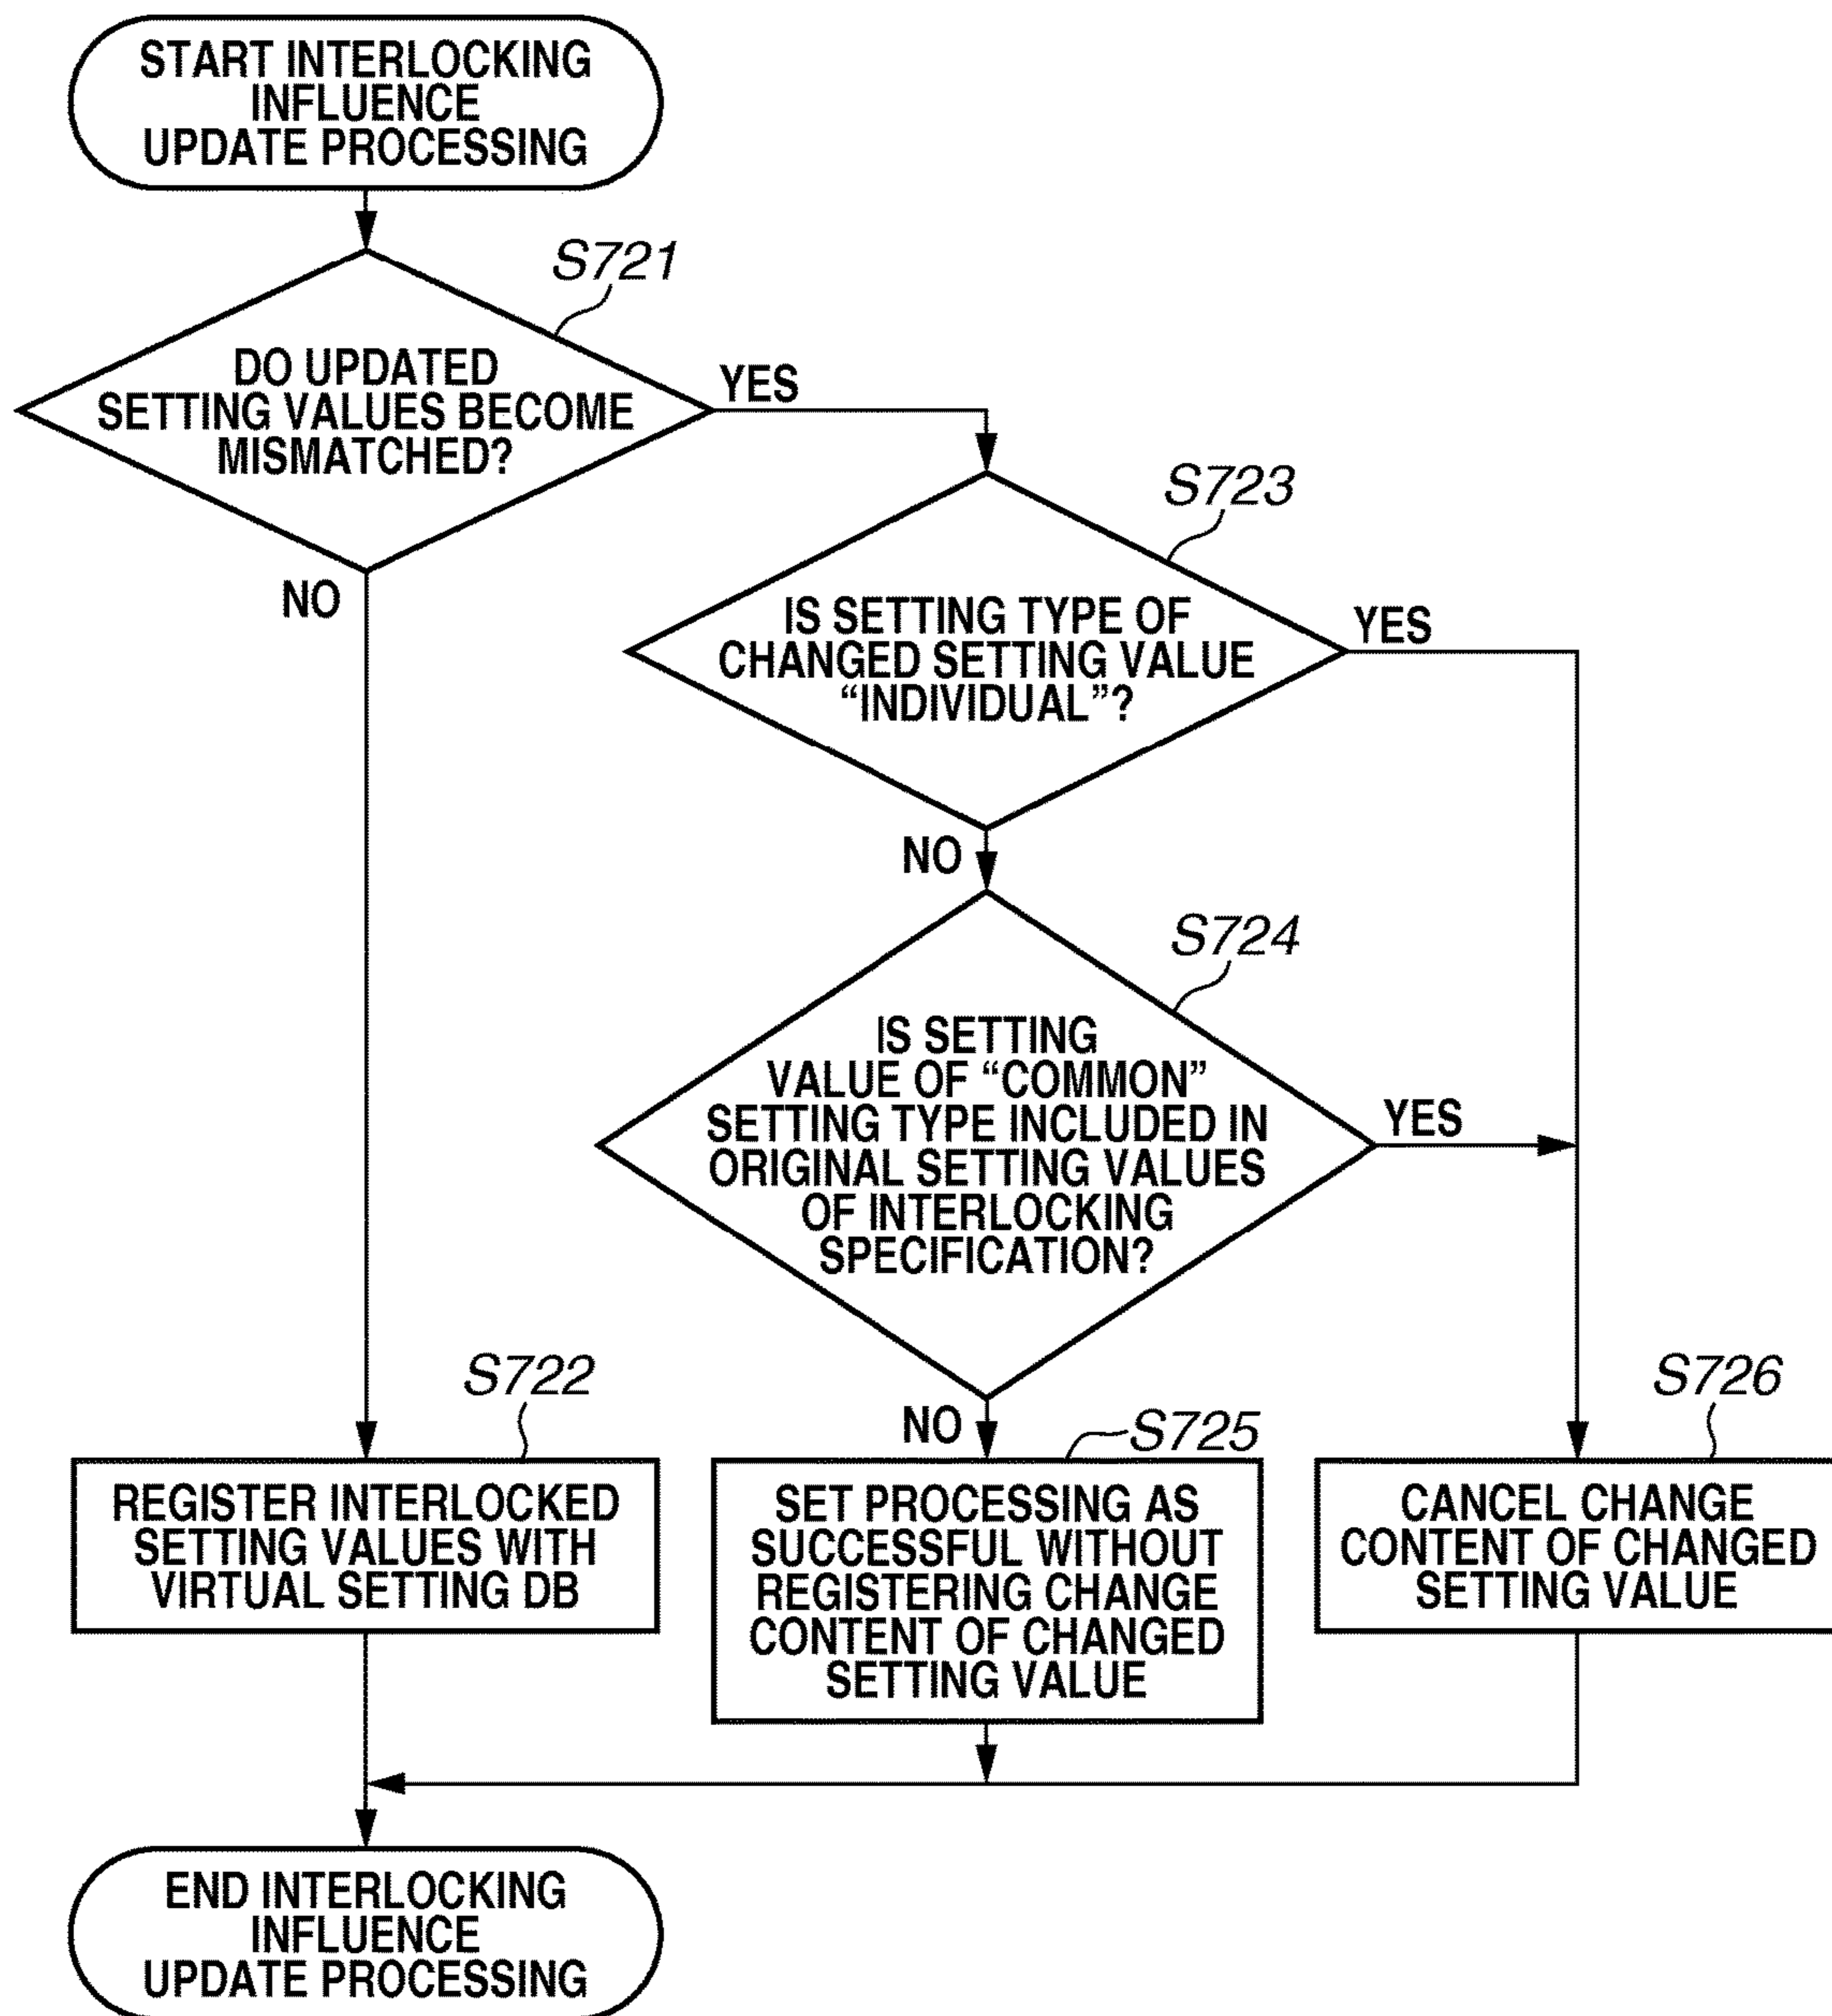 START INTERLOCKING
INFLUENCE
UPDATE PROCESSING
S721
DO UPDATED
SETTING VALUES BECOME
MISMATCHED?
YES
NO
S723
IS SETTING TYPE OF
CHANGED SETTING VALUE
“INDIVIDUAL”?
YES
NO
S724
IS SETTING
VALUE OF “COMMON”
SETTING TYPE INCLUDED IN
ORIGINAL SETTING VALUES
OF INTERLOCKING
SPECIFICATION?
YES
NO
S722
REGISTER INTERLOCKED
SETTING VALUES WITH
VIRTUAL SETTING DB
S725
SET PROCESSING AS
SUCCESSFUL WITHOUT
REGISTERING CHANGE
CONTENT OF CHANGED
SETTING VALUE
S726
CANCEL CHANGE
CONTENT OF CHANGED
SETTING VALUE
END INTERLOCKING
INFLUENCE
UPDATE PROCESSING